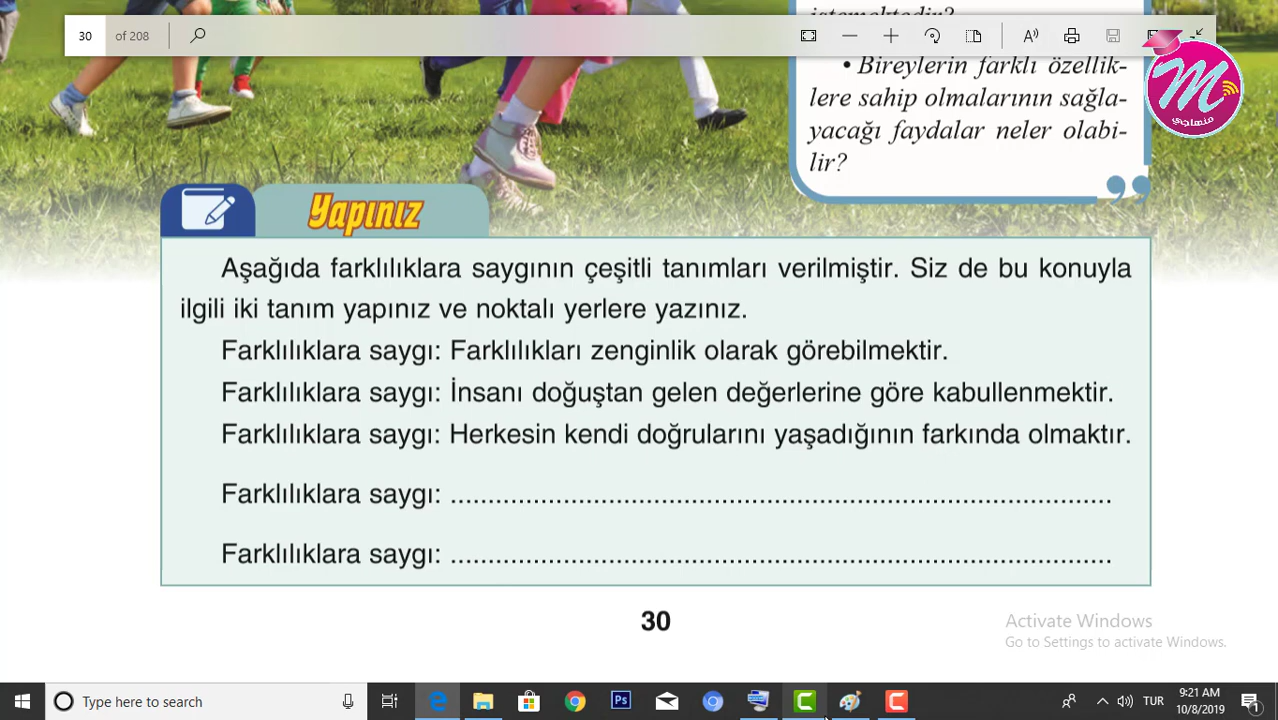 istemektedir?
30 of 208
• Bireylerin farklı özellik-
lere sahip olmalarının sağla-
yacağı faydalar neler olabi-
lir?
M
منهاجي
Yapınız
Aşağıda farklılıklara saygının çeşitli tanımları verilmiştir. Siz de bu konuyla
ilgili iki tanım yapınız ve noktalı yerlere yazınız.
Farklılıklara saygı: Farklılıkları zenginlik olarak görebilmektir.
Farklılıklara saygı: İnsanı doğuştan gelen değerlerine göre kabullenmektir.
Farklılıklara saygı: Herkesin kendi doğrularını yaşadığının farkında olmaktır.
Farklılıklara saygı: ........................................................................................
Farklılıklara saygı: ........................................................................................
30
Activate Windows
Go to Settings to activate Windows.
Type here to search
Ps
TUR
9:21 AM
10/8/2019
1